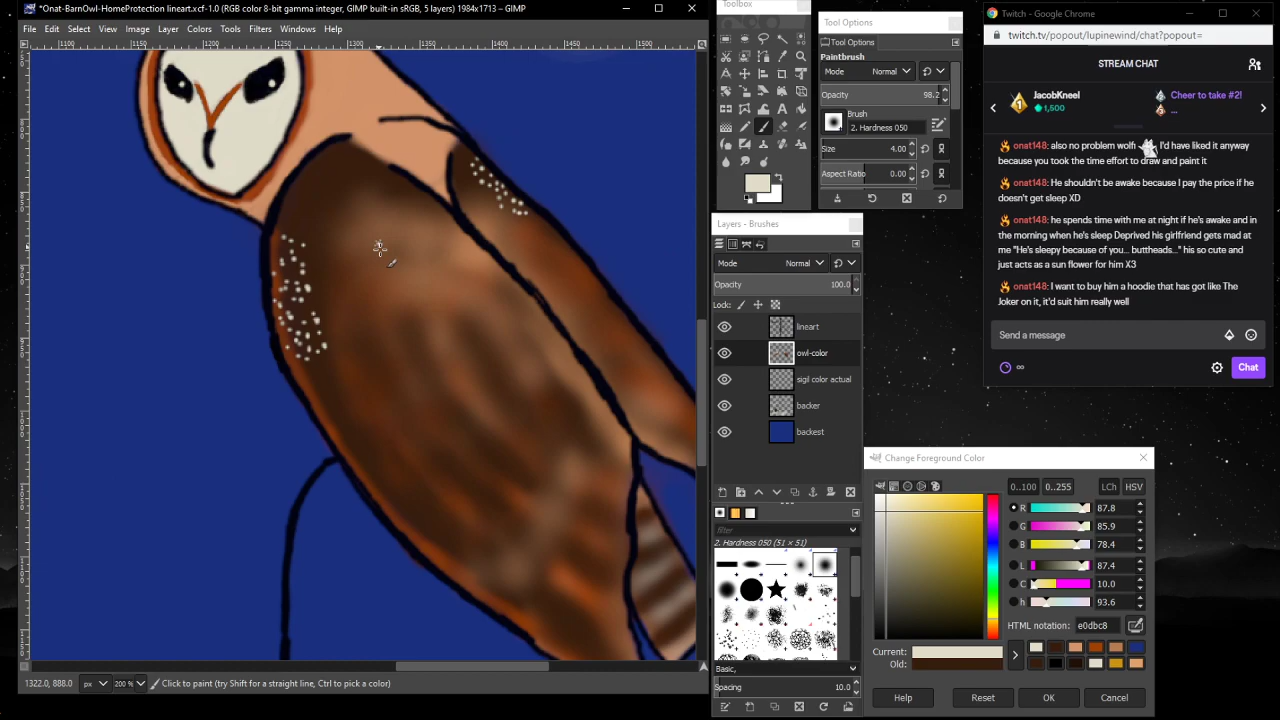 *Onat-BarnOwl-HomeProtection lineart.xcf-1.0 (RGB color 8-bit gamma integer, GIMP built-in sRGB, 5 layers) 1984x1713 – GIMP
File Edit Select View Image Layer Colors Tools Filters Windows Help
1100 1200 1300 1350 1400 1450 1500
1322.0, 888.0 px 200 % Click to paint (try Shift for a straight line, Ctrl to pick a color)
Toolbox
Tool Options
Tool Options
Paintbrush
Mode Normal
Opacity 98.2
Brush
2. Hardness 050
Size 4.00
Aspect Ratio 0.00
Layers - Brushes
Mode Normal
Opacity 100.0
Lock:
lineart
owl-color
sigil color actual
backer
backest
filter
2. Hardness 050 (51 × 51)
Basic,
Spacing 10.0
Twitch - Google Chrome
twitch.tv/popout/lupinewind/chat?popout=
STREAM CHAT
1 JacobKneel
1,500
Cheer to take #2!
...
onat148: also no problem wolfi I'd have liked it anyway
because you took the time effort to draw and paint it
onat148: He shouldn't be awake because I pay the price if he
doesn't get sleep XD
onat148: he spends time with me at night if he's awake and in
the morning when he's sleep Deprived his girlfriend gets mad at
me "He's sleepy because of you.. buttheads..." his so cute and
just acts as a sun flower for him X3
onat148: I want to buy him a hoodie that has got like The
Joker on it, it'd suit him really well
Send a message
∞
Chat
Change Foreground Color
0..100 0..255 LCh HSV
R 87.8
G 85.9
B 78.4
L 87.4
C 10.0
h 93.6
HTML notation: e0dbc8
Current:
Old:
Help Reset OK Cancel